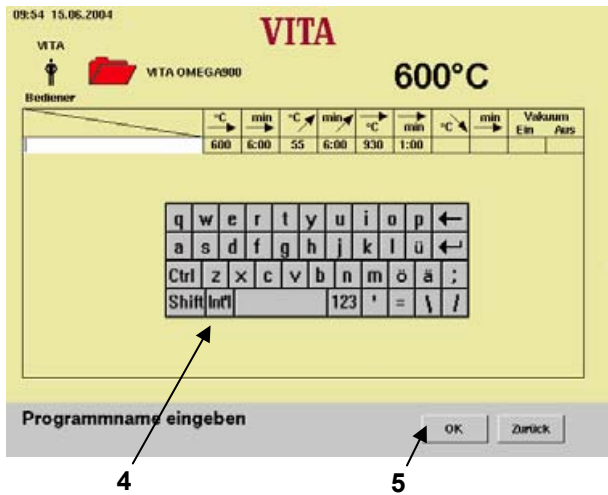 09:54 15.06.2004
VITA
VITA
VITA OMEGA900
600°C
Bediener
°C min °C min °C min °C min Vakuum
Ein Aus
600 6:00 55 6:00 930 1:00
q w e r t y u i o p ←
a s d f g h j k l ü ↵
Ctrl z x c v b n m ö ä ;
Shift Int'l 123 ' = \ /
Programmname eingeben
OK Zurück
4 5